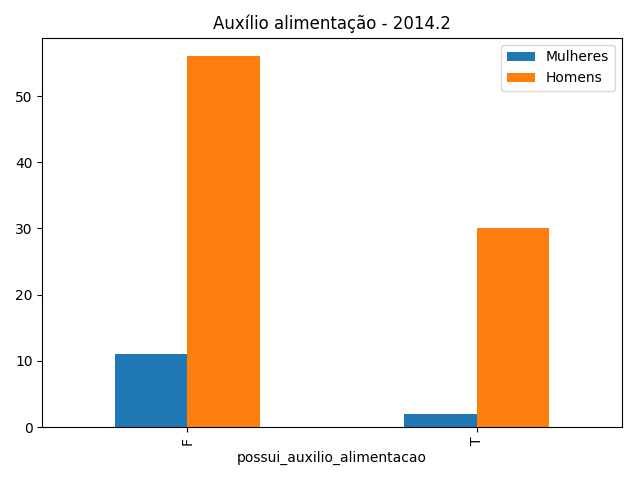 Auxílio alimentação - 2014.2
Mulheres
Homens
50
40
30
20
10
0
F
T
possui_auxilio_alimentacao